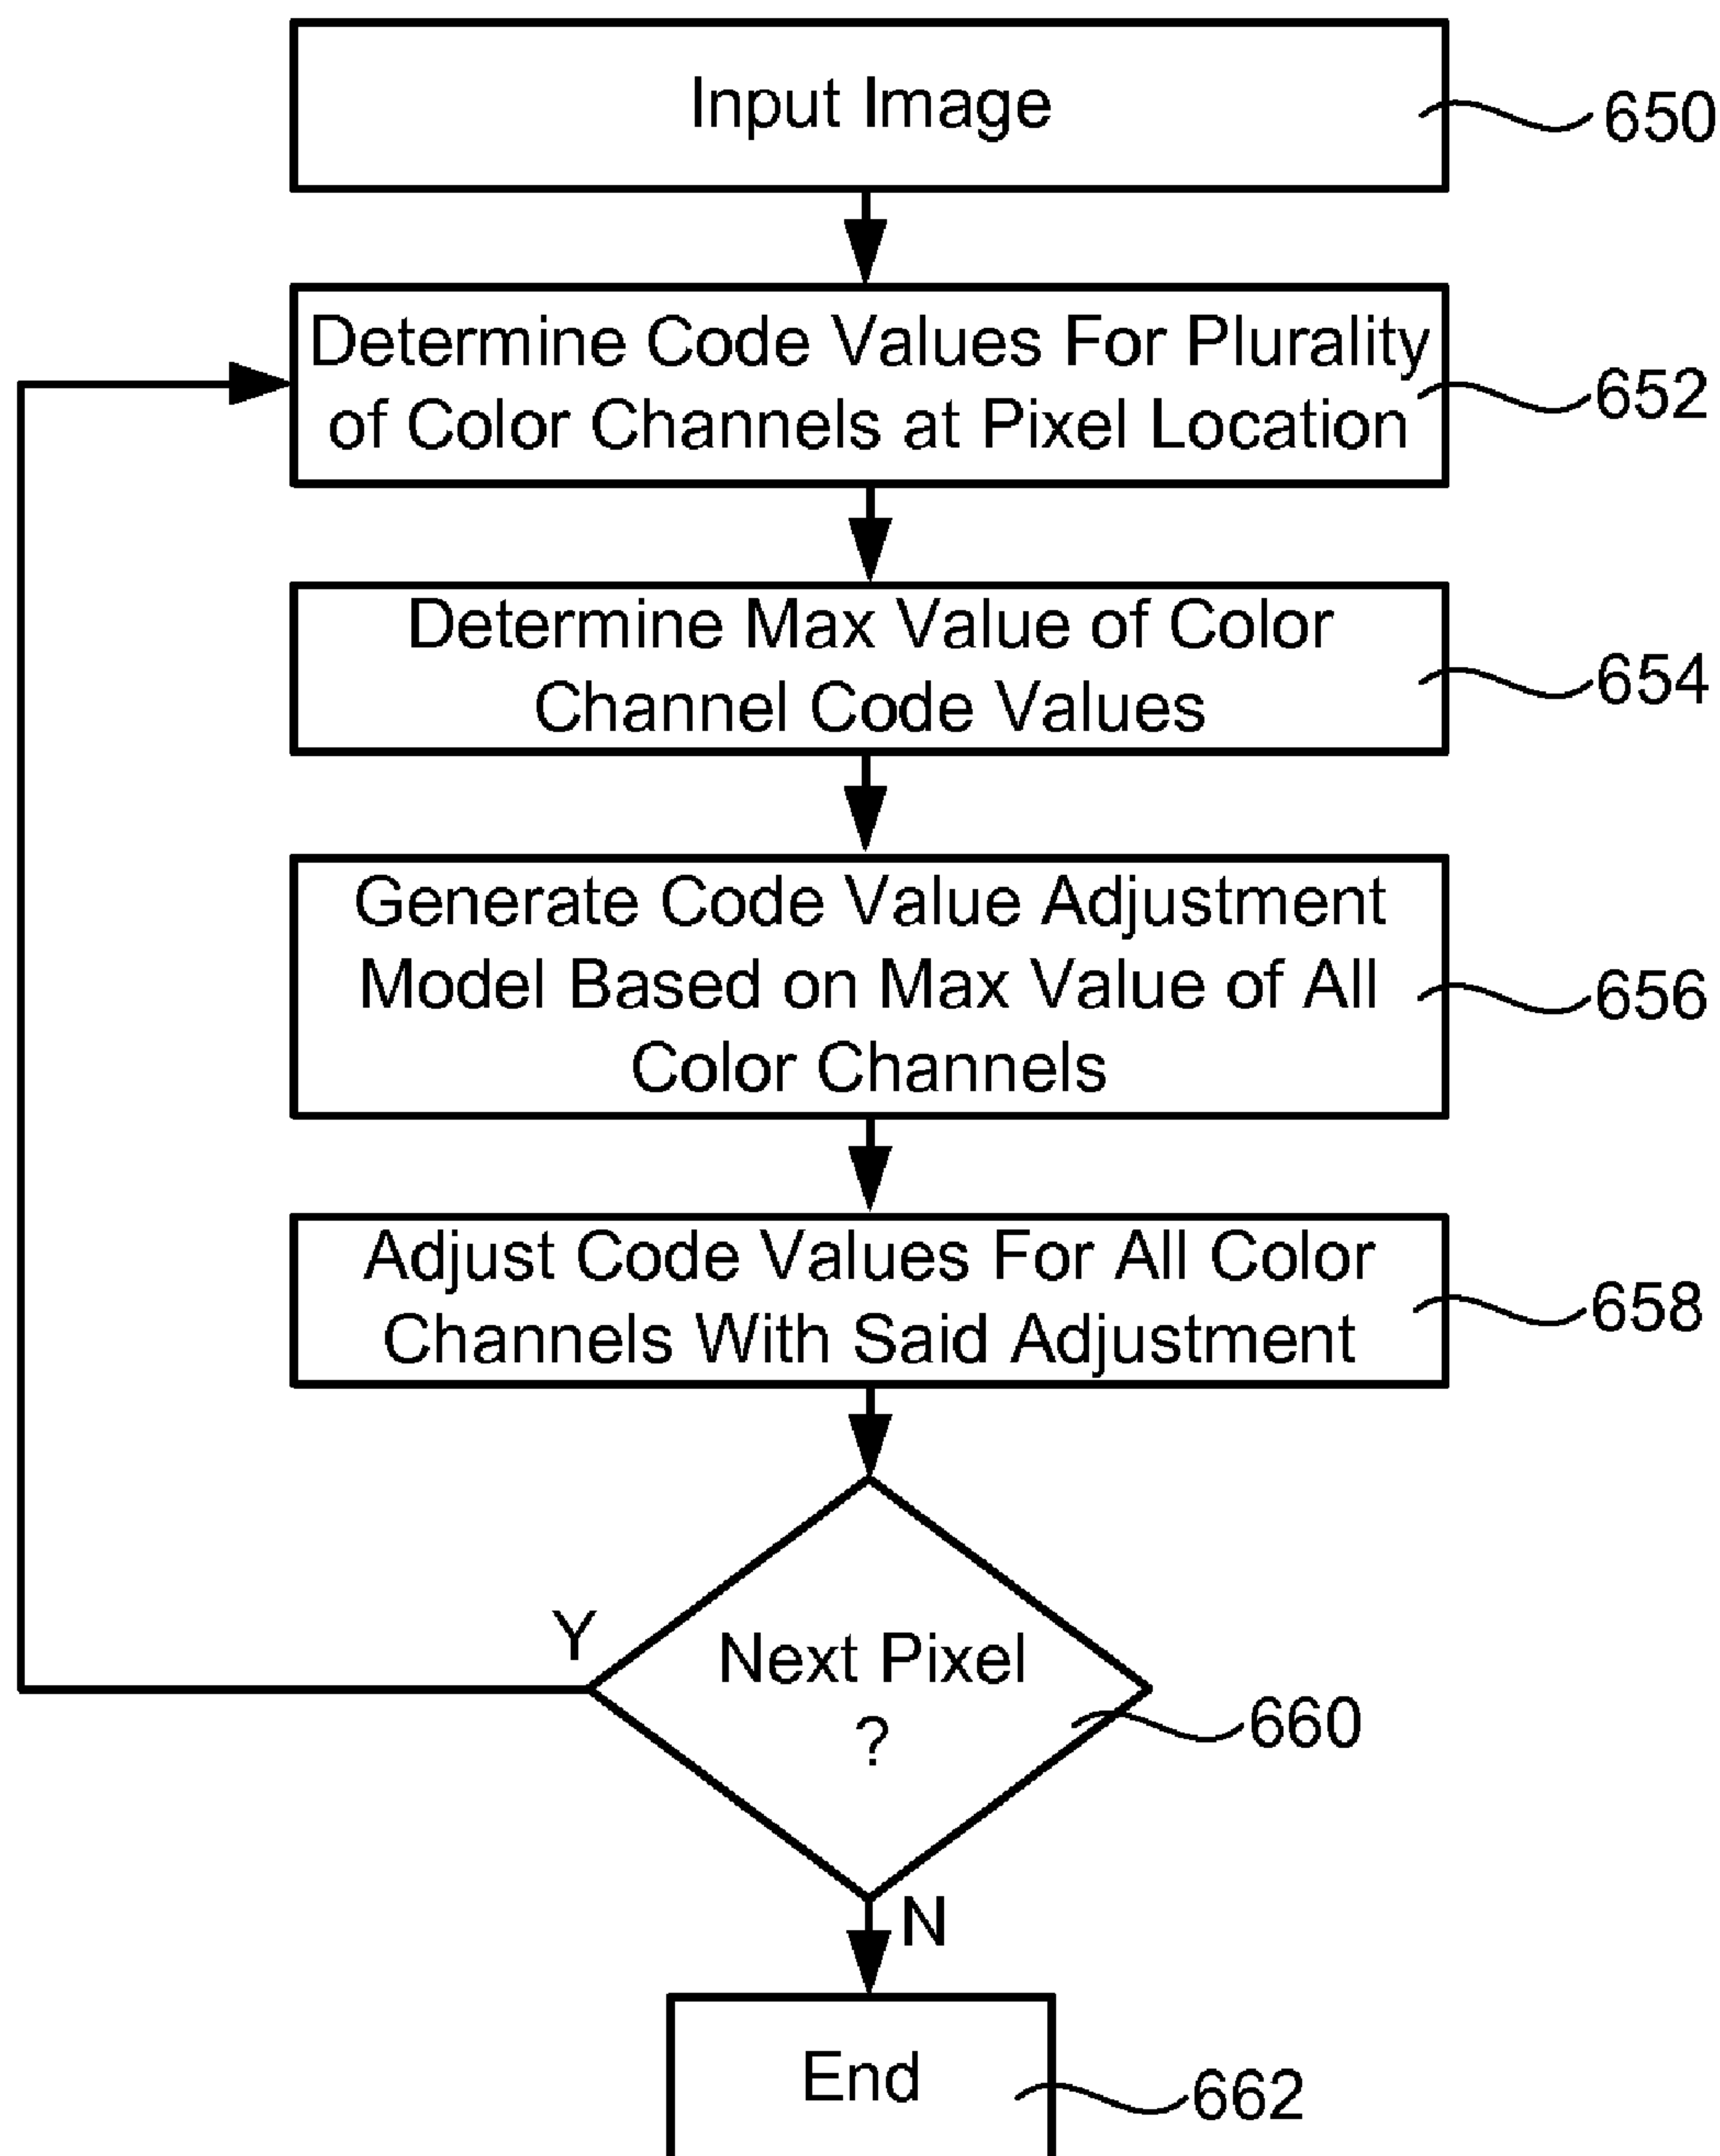 Input Image
650
Determine Code Values For Plurality
of Color Channels at Pixel Location
652
Determine Max Value of Color
Channel Code Values
654
Generate Code Value Adjustment
Model Based on Max Value of All
Color Channels
656
Adjust Code Values For All Color
Channels With Said Adjustment
658
Y
Next Pixel
?
660
N
End
662